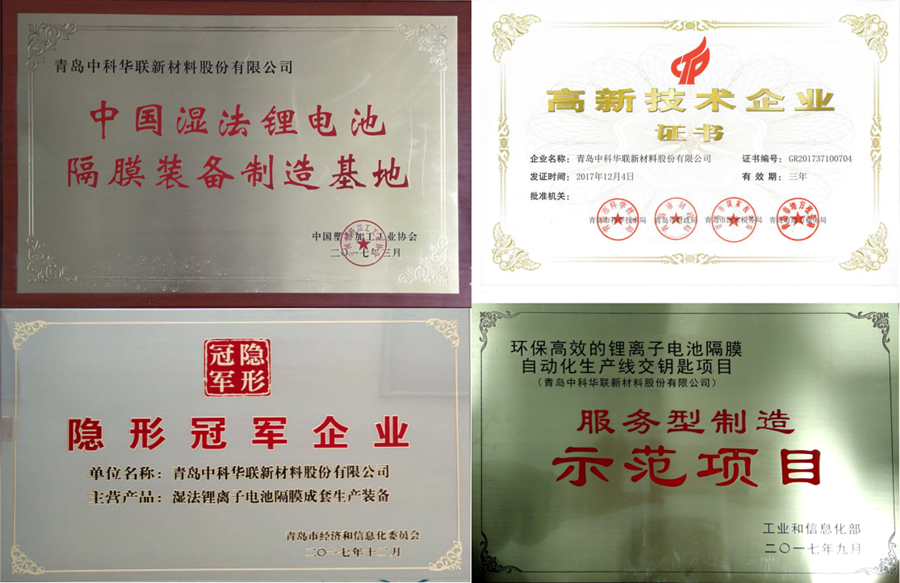 青岛中科华联新材料股份有限公司
中国湿法锂电池
隔膜装备制造基地
中国塑料加工工业协会
二〇一七年三月
高新技术企业
证书
企业名称：青岛中科华联新材料股份有限公司
证书编号：GR201737100704
发证时间：2017年12月4日
有效期：三年
批准机关：
隐形
冠军
隐形冠军企业
单位名称：青岛中科华联新材料股份有限公司
主营产品：湿法锂离子电池隔膜成套生产装备
青岛市经济和信息化委员会
二〇一七年十二月
环保高效的锂离子电池隔膜
自动化生产线交钥匙项目
（青岛中科华联新材料股份有限公司）
服务型制造
示范项目
工业和信息化部
二〇一七年九月